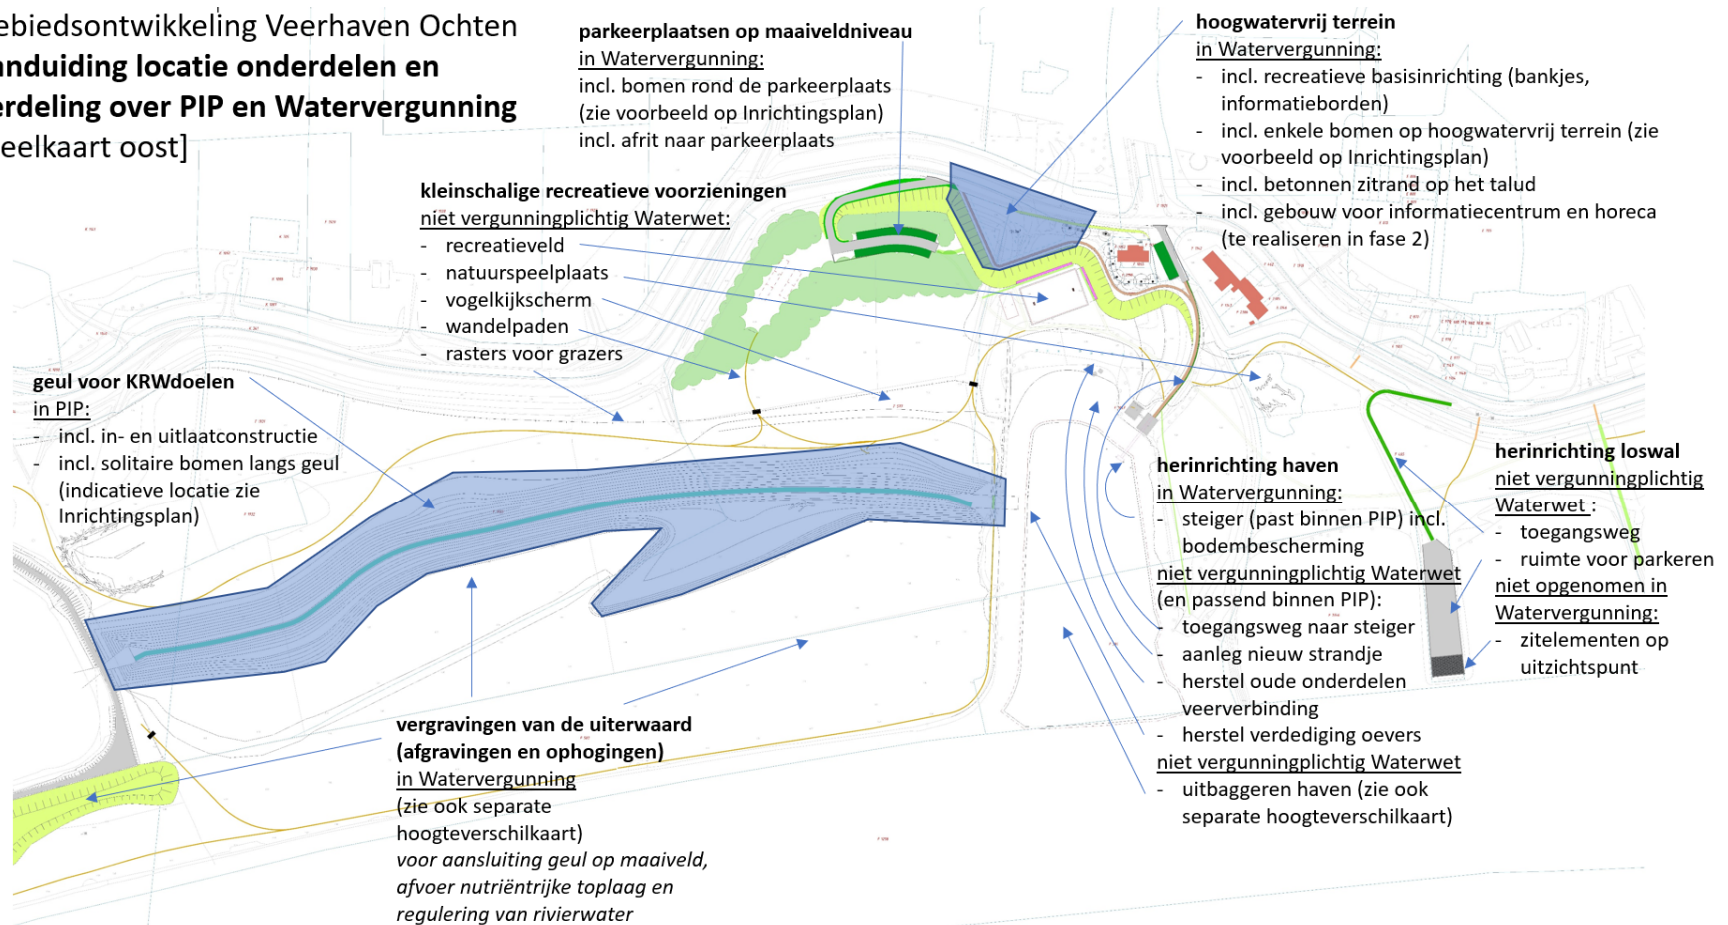 ebiedsontwikkeling Veerhaven Ochten
anduiding locatie onderdelen en
erdeling over PIP en Watervergunning
eelkaart oost]
parkeerplaatsen op maaiveldniveau
in Watervergunning:
incl. bomen rond de parkeerplaats
(zie voorbeeld op Inrichtingsplan)
incl. afrit naar parkeerplaats
hoogwatervrij terrein
in Watervergunning:
- incl. recreatieve basisinrichting (bankjes,
informatieborden)
- incl. enkele bomen op hoogwatervrij terrein (zie
voorbeeld op Inrichtingsplan)
- incl. betonnen zitrand op het talud
- incl. gebouw voor informatiecentrum en horeca
(te realiseren in fase 2)
kleinschalige recreatieve voorzieningen
niet vergunningplichtig Waterwet:
- recreatieveld
- natuurspeelplaats
- vogelkijkscherm
- wandelpaden
- rasters voor grazers
geul voor KRWdoelen
in PIP:
- incl. in- en uitlaatconstructie
- incl. solitaire bomen langs geul
(indicatieve locatie zie
Inrichtingsplan)
herinrichting haven
in Watervergunning:
- steiger (past binnen PIP) incl.
bodembescherming
niet vergunningplichtig Waterwet
(en passend binnen PIP):
- toegangsweg naar steiger
- aanleg nieuw strandje
- herstel oude onderdelen
veerverbinding
- herstel verdediging oevers
niet vergunningplichtig Waterwet
- uitbaggeren haven (zie ook
separate hoogteverschilkaart)
herinrichting loswal
niet vergunningplichtig
Waterwet :
- toegangsweg
- ruimte voor parkeren
niet opgenomen in
Watervergunning:
- zitelementen op
uitzichtspunt
vergravingen van de uiterwaard
(afgravingen en ophogingen)
in Watervergunning
(zie ook separate
hoogteverschilkaart)
voor aansluiting geul op maaiveld,
afvoer nutriëntrijke toplaag en
regulering van rivierwater